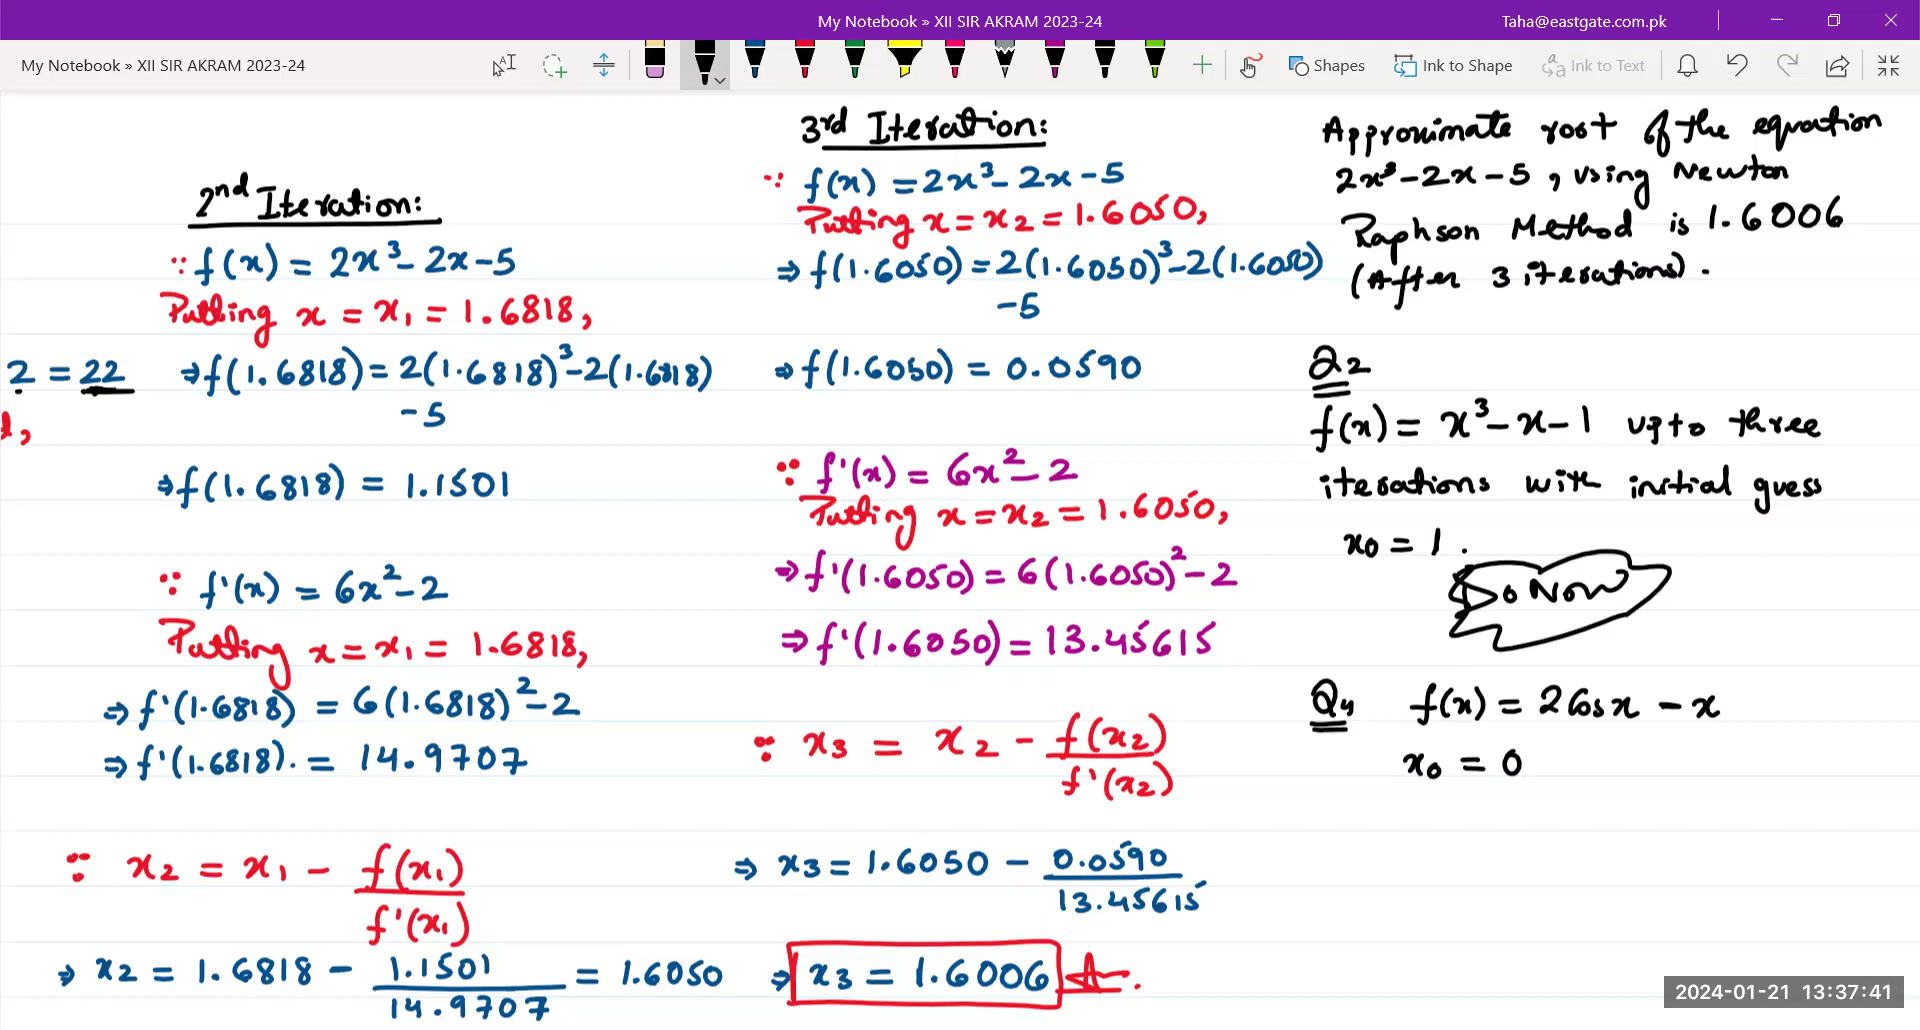 My Notebook » XII SIR AKRAM 2023-24
Taha@eastgate.com.pk
My Notebook » XII SIR AKRAM 2023-24
Shapes
Ink to Shape
Ink to Text
2 = 22
2nd Iteration:
∵ f(x) = 2x³-2x-5
Putting x = x₁ = 1.6818,
⇒f(1.6818)=2(1.6818)³-2(1.6818)
-5
⇒f(1.6818) = 1.1501
∵ f'(x) = 6x²-2
Putting x = x₁ = 1.6818,
⇒f'(1.6818) = 6(1.6818)²-2
⇒f'(1.6818). = 14.9707
∵ x₂ = x₁ - f(x₁)
f'(x₁)
⇒ x₂ = 1.6818 - 1.1501 = 1.6050
14.9707
3rd Iteration:
∵ f(x) = 2x³-2x-5
Putting x = x₂ = 1.6050,
⇒ f(1.6050)=2(1.6050)³-2(1.6050)
-5
⇒f(1.6050) = 0.0590
∵ f'(x) = 6x²-2
Putting x = x₂ = 1.6050,
⇒f'(1.6050) = 6(1.6050)²-2
⇒f'(1.6050) = 13.45615
∵ x₃ = x₂ - f(x₂)
f'(x₂)
⇒ x₃ = 1.6050 - 0.0590
13.45615
⇒ x₃ = 1.6006
Approximate root of the equation
2x³-2x-5, using Newton
Raphson Method is 1.6006
(After 3 iterations).
Q2
f(x) = x³-x-1 upto three
iterations with initial guess
x₀ = 1.
Do Now
Q4 f(x) = 2Cosx - x
x₀ = 0
2024-01-21 13:37:41